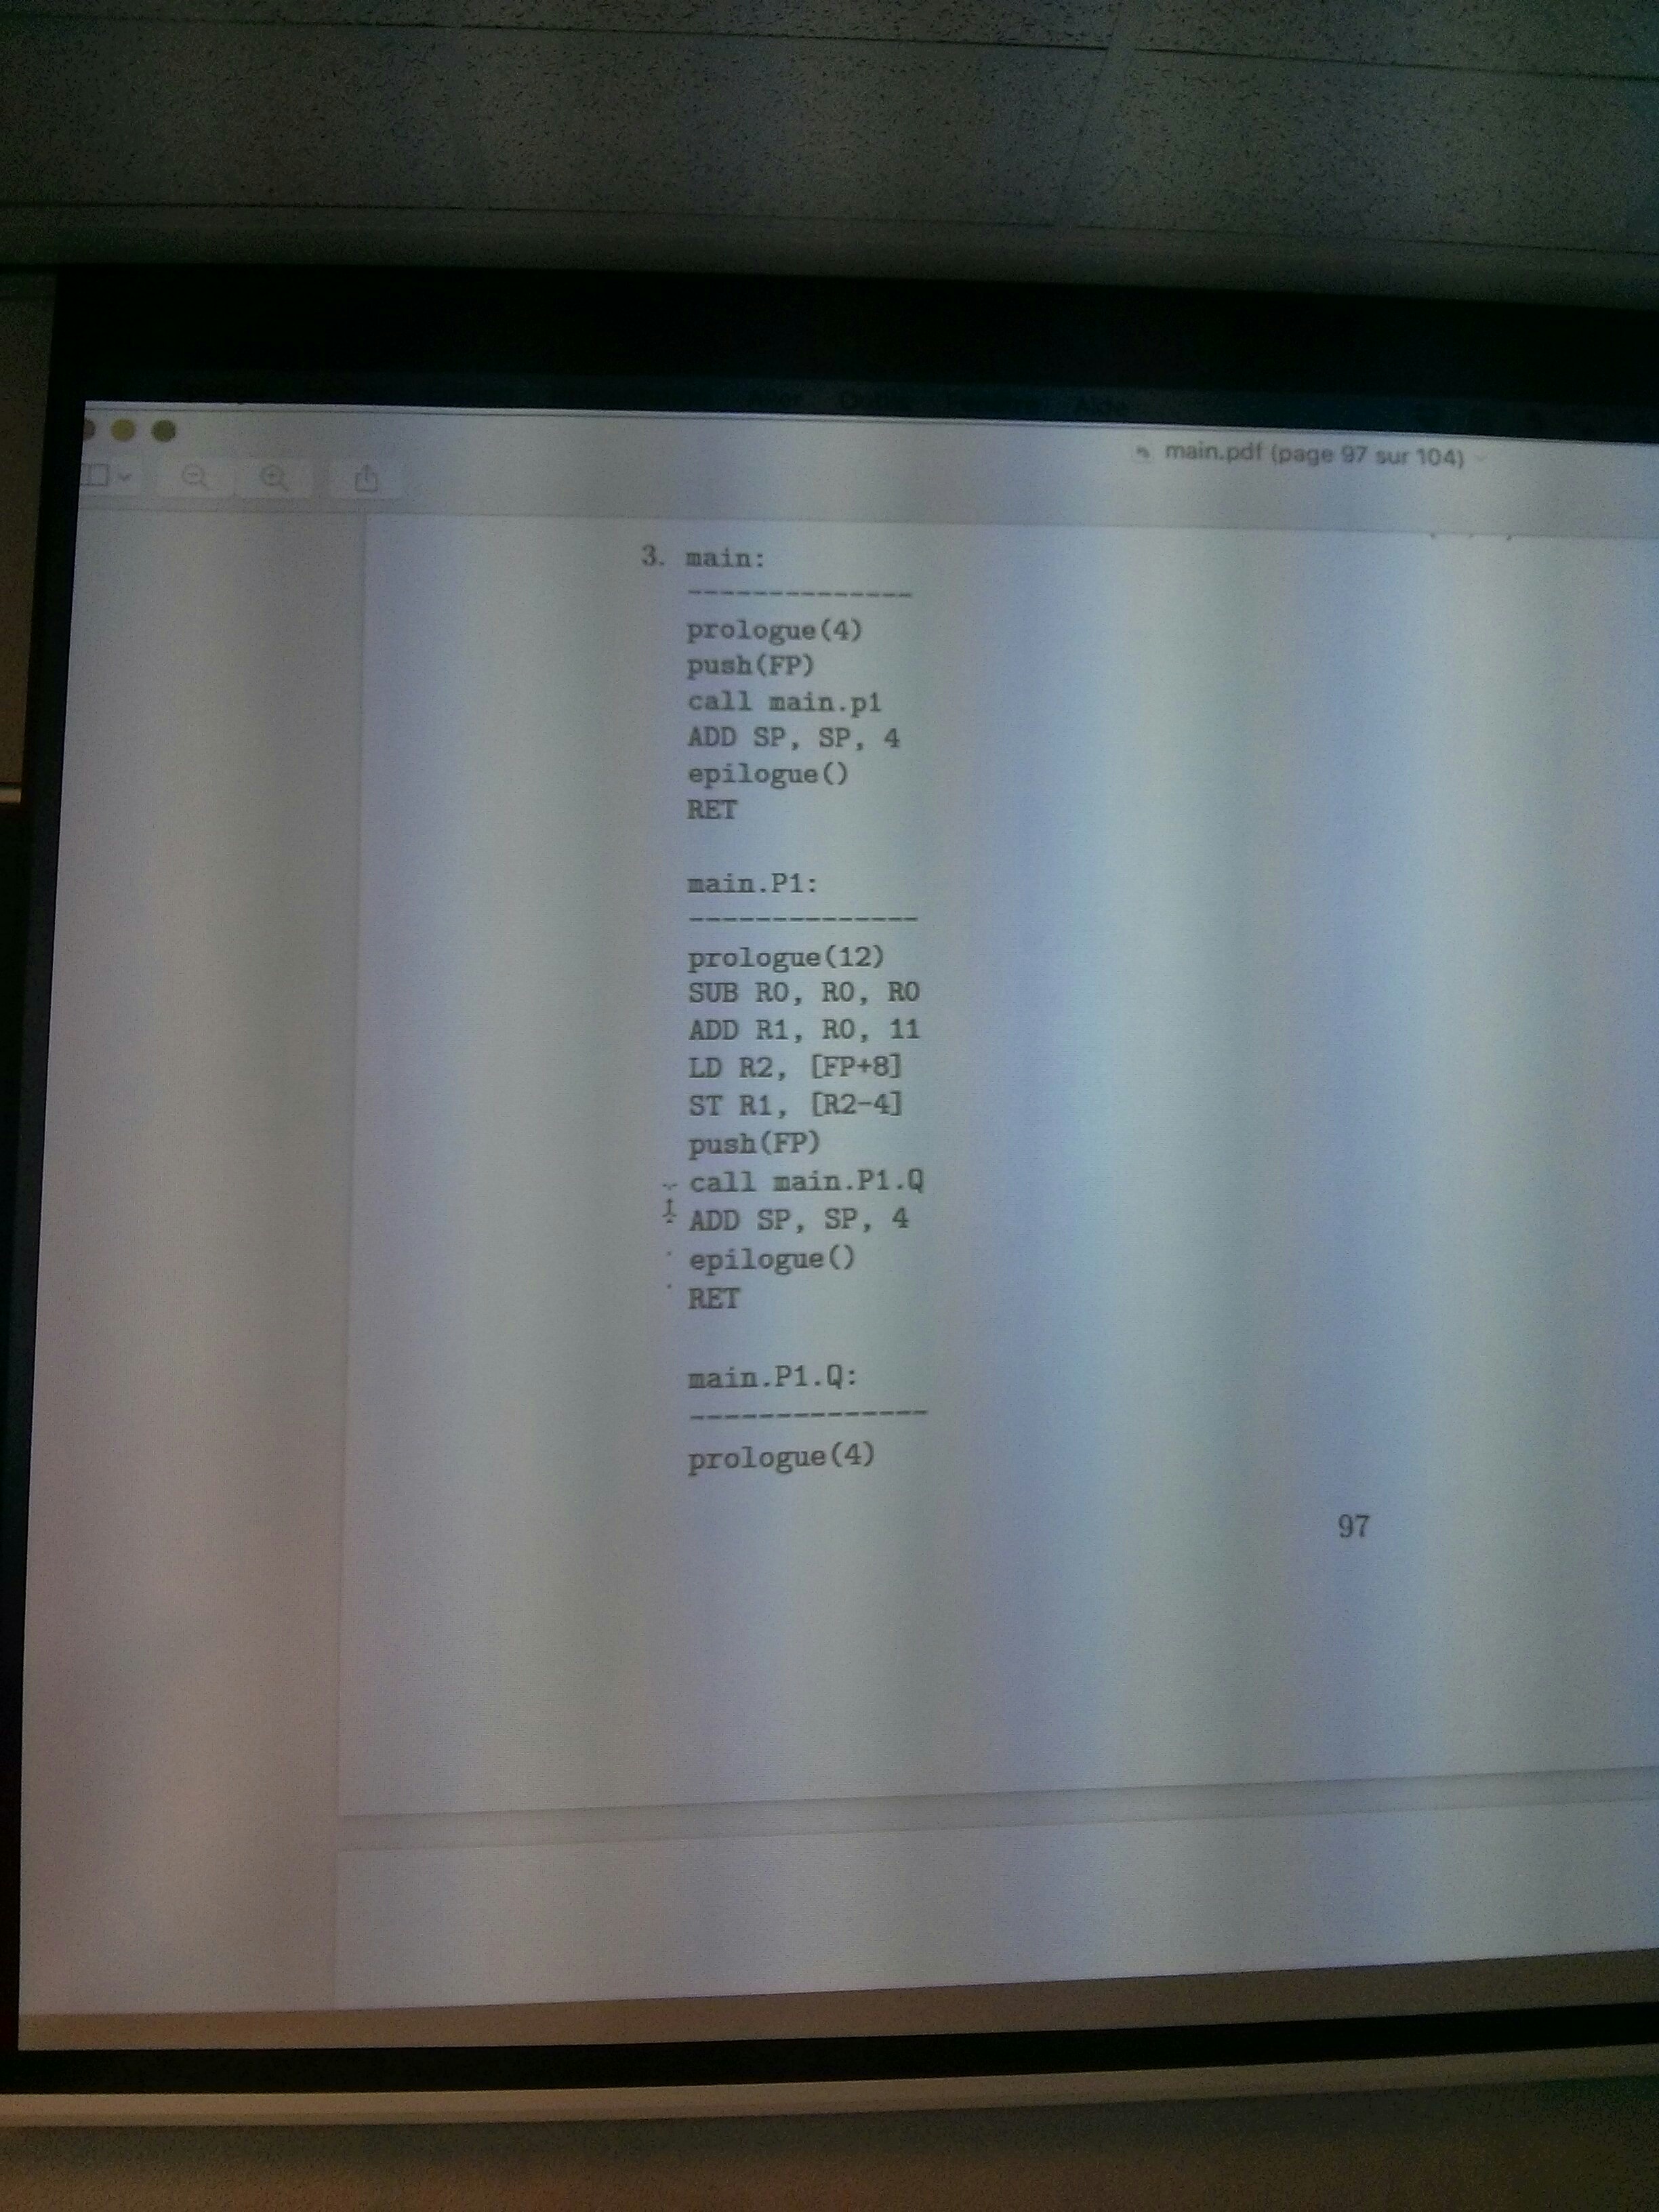 main.pdf (page 97 sur 104)
3. main:
--------------
prologue(4)
push(FP)
call main.p1
ADD SP, SP, 4
epilogue()
RET
main.P1:
--------------
prologue(12)
SUB R0, R0, R0
ADD R1, R0, 11
LD R2, [FP+8]
ST R1, [R2-4]
push(FP)
call main.P1.Q
ADD SP, SP, 4
epilogue()
RET
main.P1.Q:
--------------
prologue(4)
97